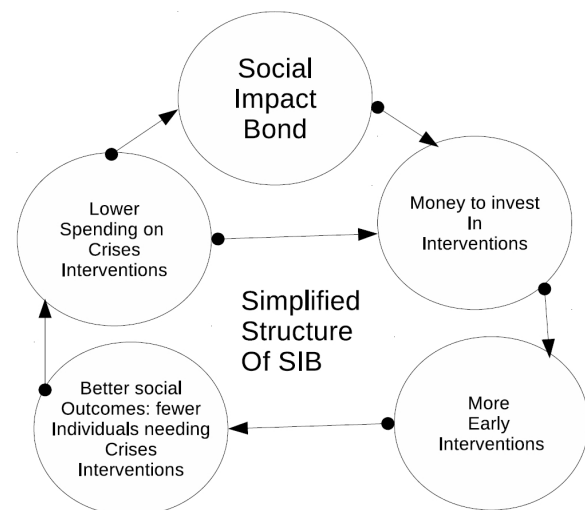 Social
Impact
Bond
Lower
Spending on
Crises
Interventions
Money to invest
In
Interventions
Simplified
Structure
Of SIB
Better social
Outcomes: fewer
Individuals needing
Crises
Interventions
More
Early
Interventions